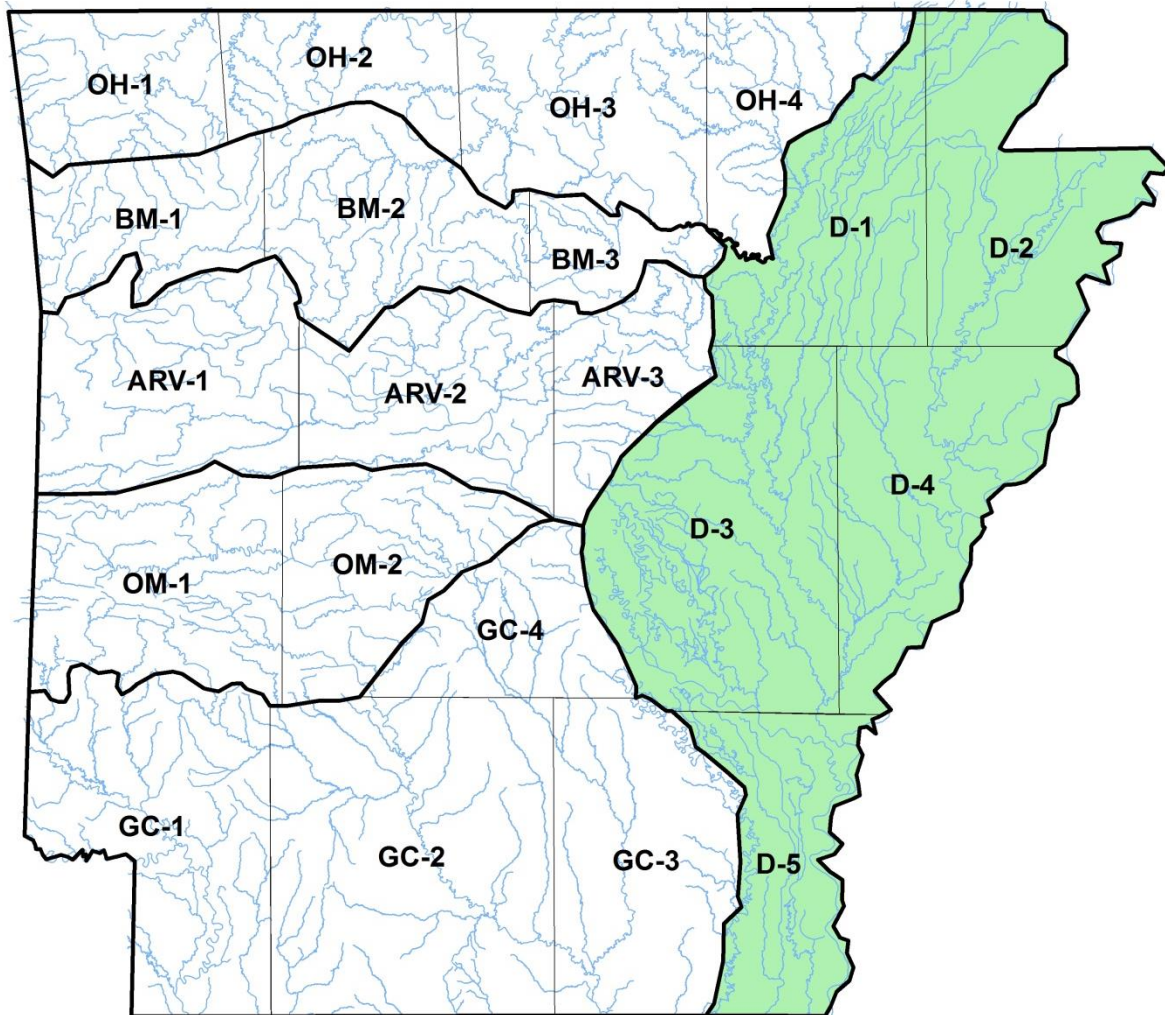 OH-1
OH-2
OH-3
OH-4
BM-1
BM-2
BM-3
D-1
D-2
ARV-1
ARV-2
ARV-3
D-3
D-4
OM-1
OM-2
GC-4
GC-1
GC-2
GC-3
D-5